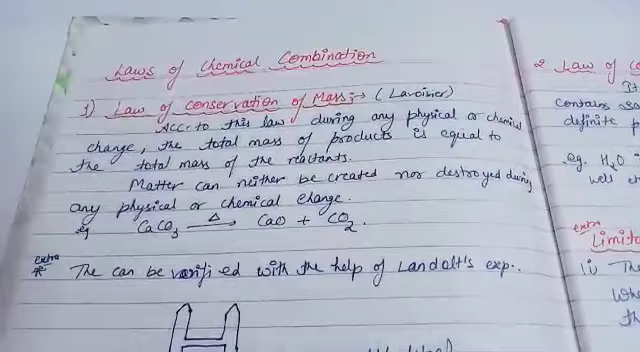 Laws of Chemical Combination
1) Law of conservation of Mass :→ (Lavoisier)
Acc. to this law during any physical or chemical
change, the total mass of products is equal to
the total mass of the reactants.
Matter can neither be created nor destroyed during
any physical or chemical change.
eg CaCO3 —Δ→ CaO + CO2.
extra
* The can be verified with the help of Landolt's exp..
2 Law of
contains
definite
eg. H2O
well
extra
Limita
(i) The